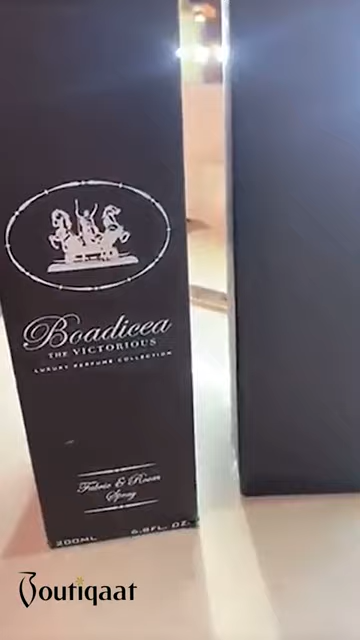 Boadicea
THE VICTORIOUS
LUXURY PERFUME COLLECTION
Fabric & Room
Spray
200ML 6.8FL. OZ.
Boutiqaat